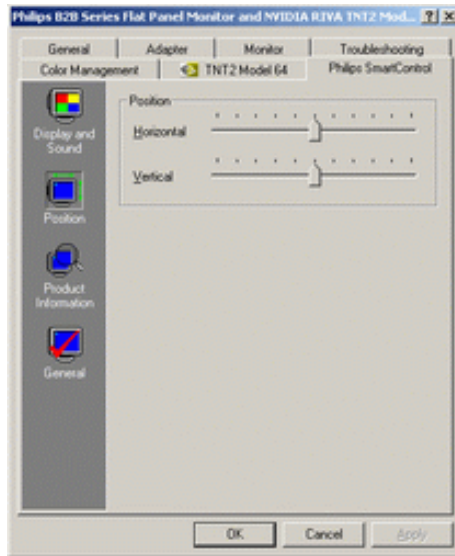 Philips B2B Series Flat Panel Monitor and NVIDIA RIVA TNT2 Mod...
General Adapter Monitor Troubleshooting
Color Management TNT2 Model 64 Philips SmartControl
Position
Horizontal
Vertical
Display and
Sound
Position
Product
Information
General
OK Cancel Apply